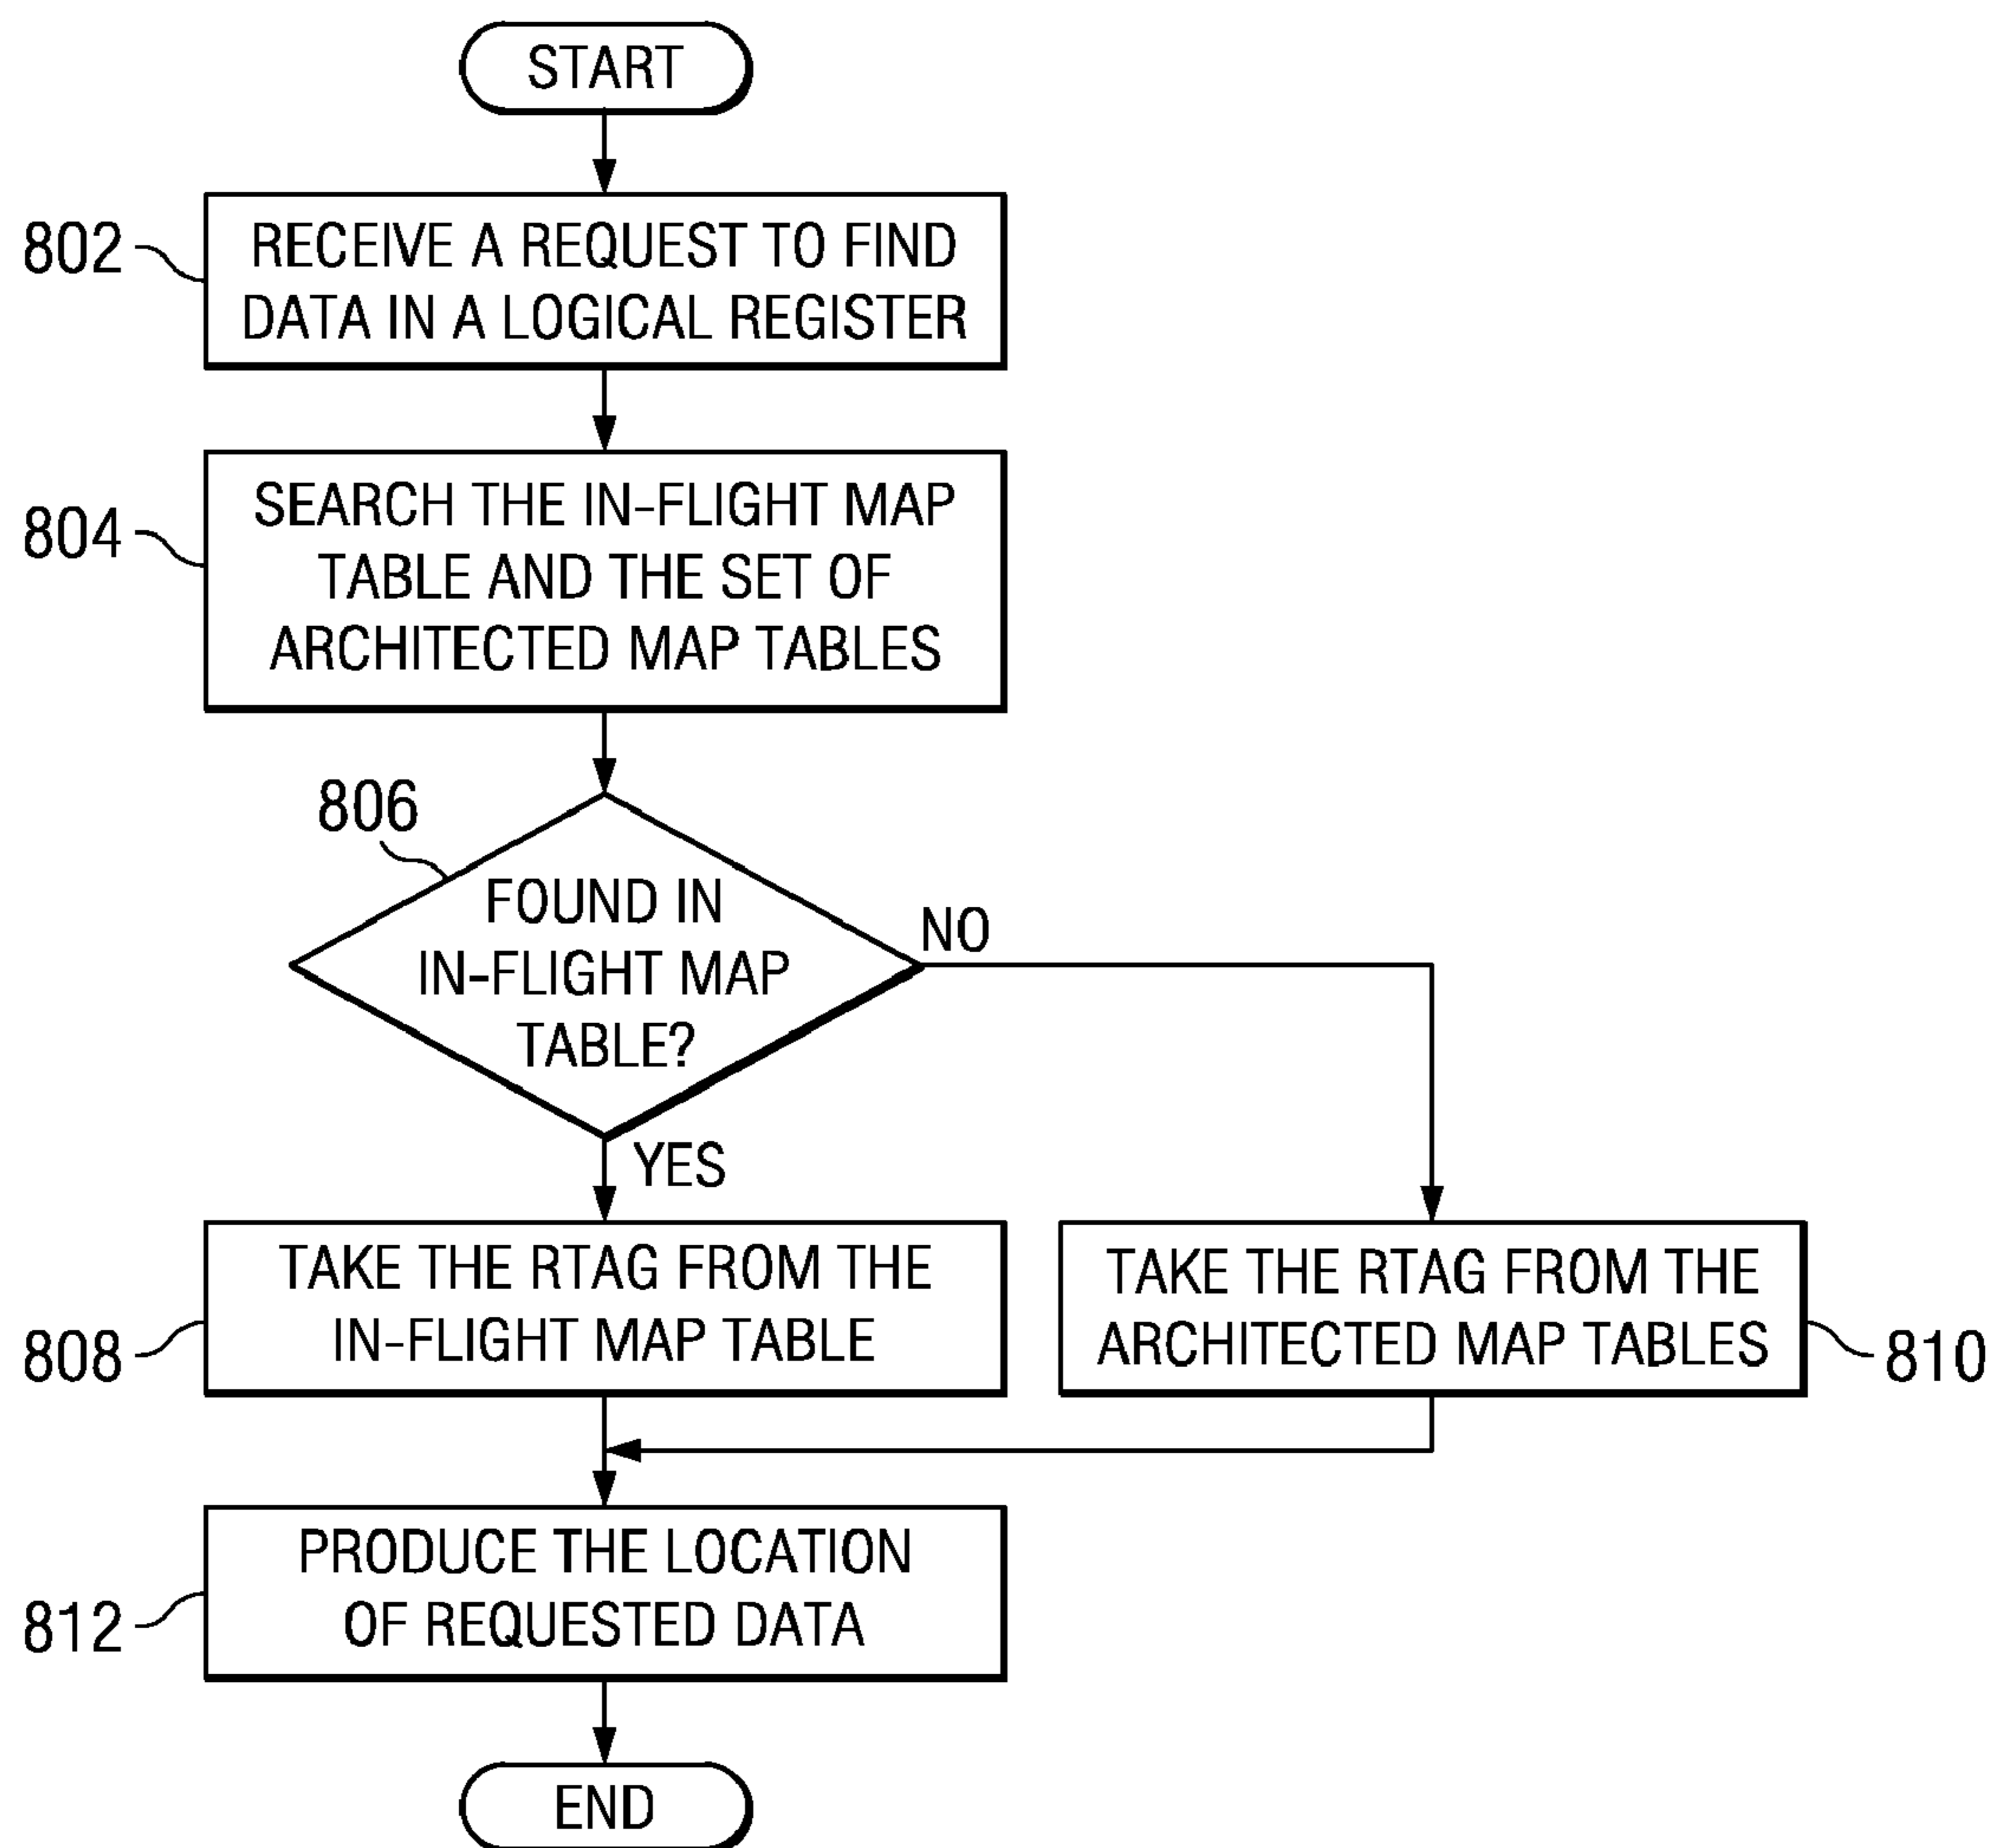 START
802
RECEIVE A REQUEST TO FIND
DATA IN A LOGICAL REGISTER
804
SEARCH THE IN-FLIGHT MAP
TABLE AND THE SET OF
ARCHITECTED MAP TABLES
806
FOUND IN
IN-FLIGHT MAP
TABLE?
NO
YES
808
TAKE THE RTAG FROM THE
IN-FLIGHT MAP TABLE
TAKE THE RTAG FROM THE
ARCHITECTED MAP TABLES
810
812
PRODUCE THE LOCATION
OF REQUESTED DATA
END